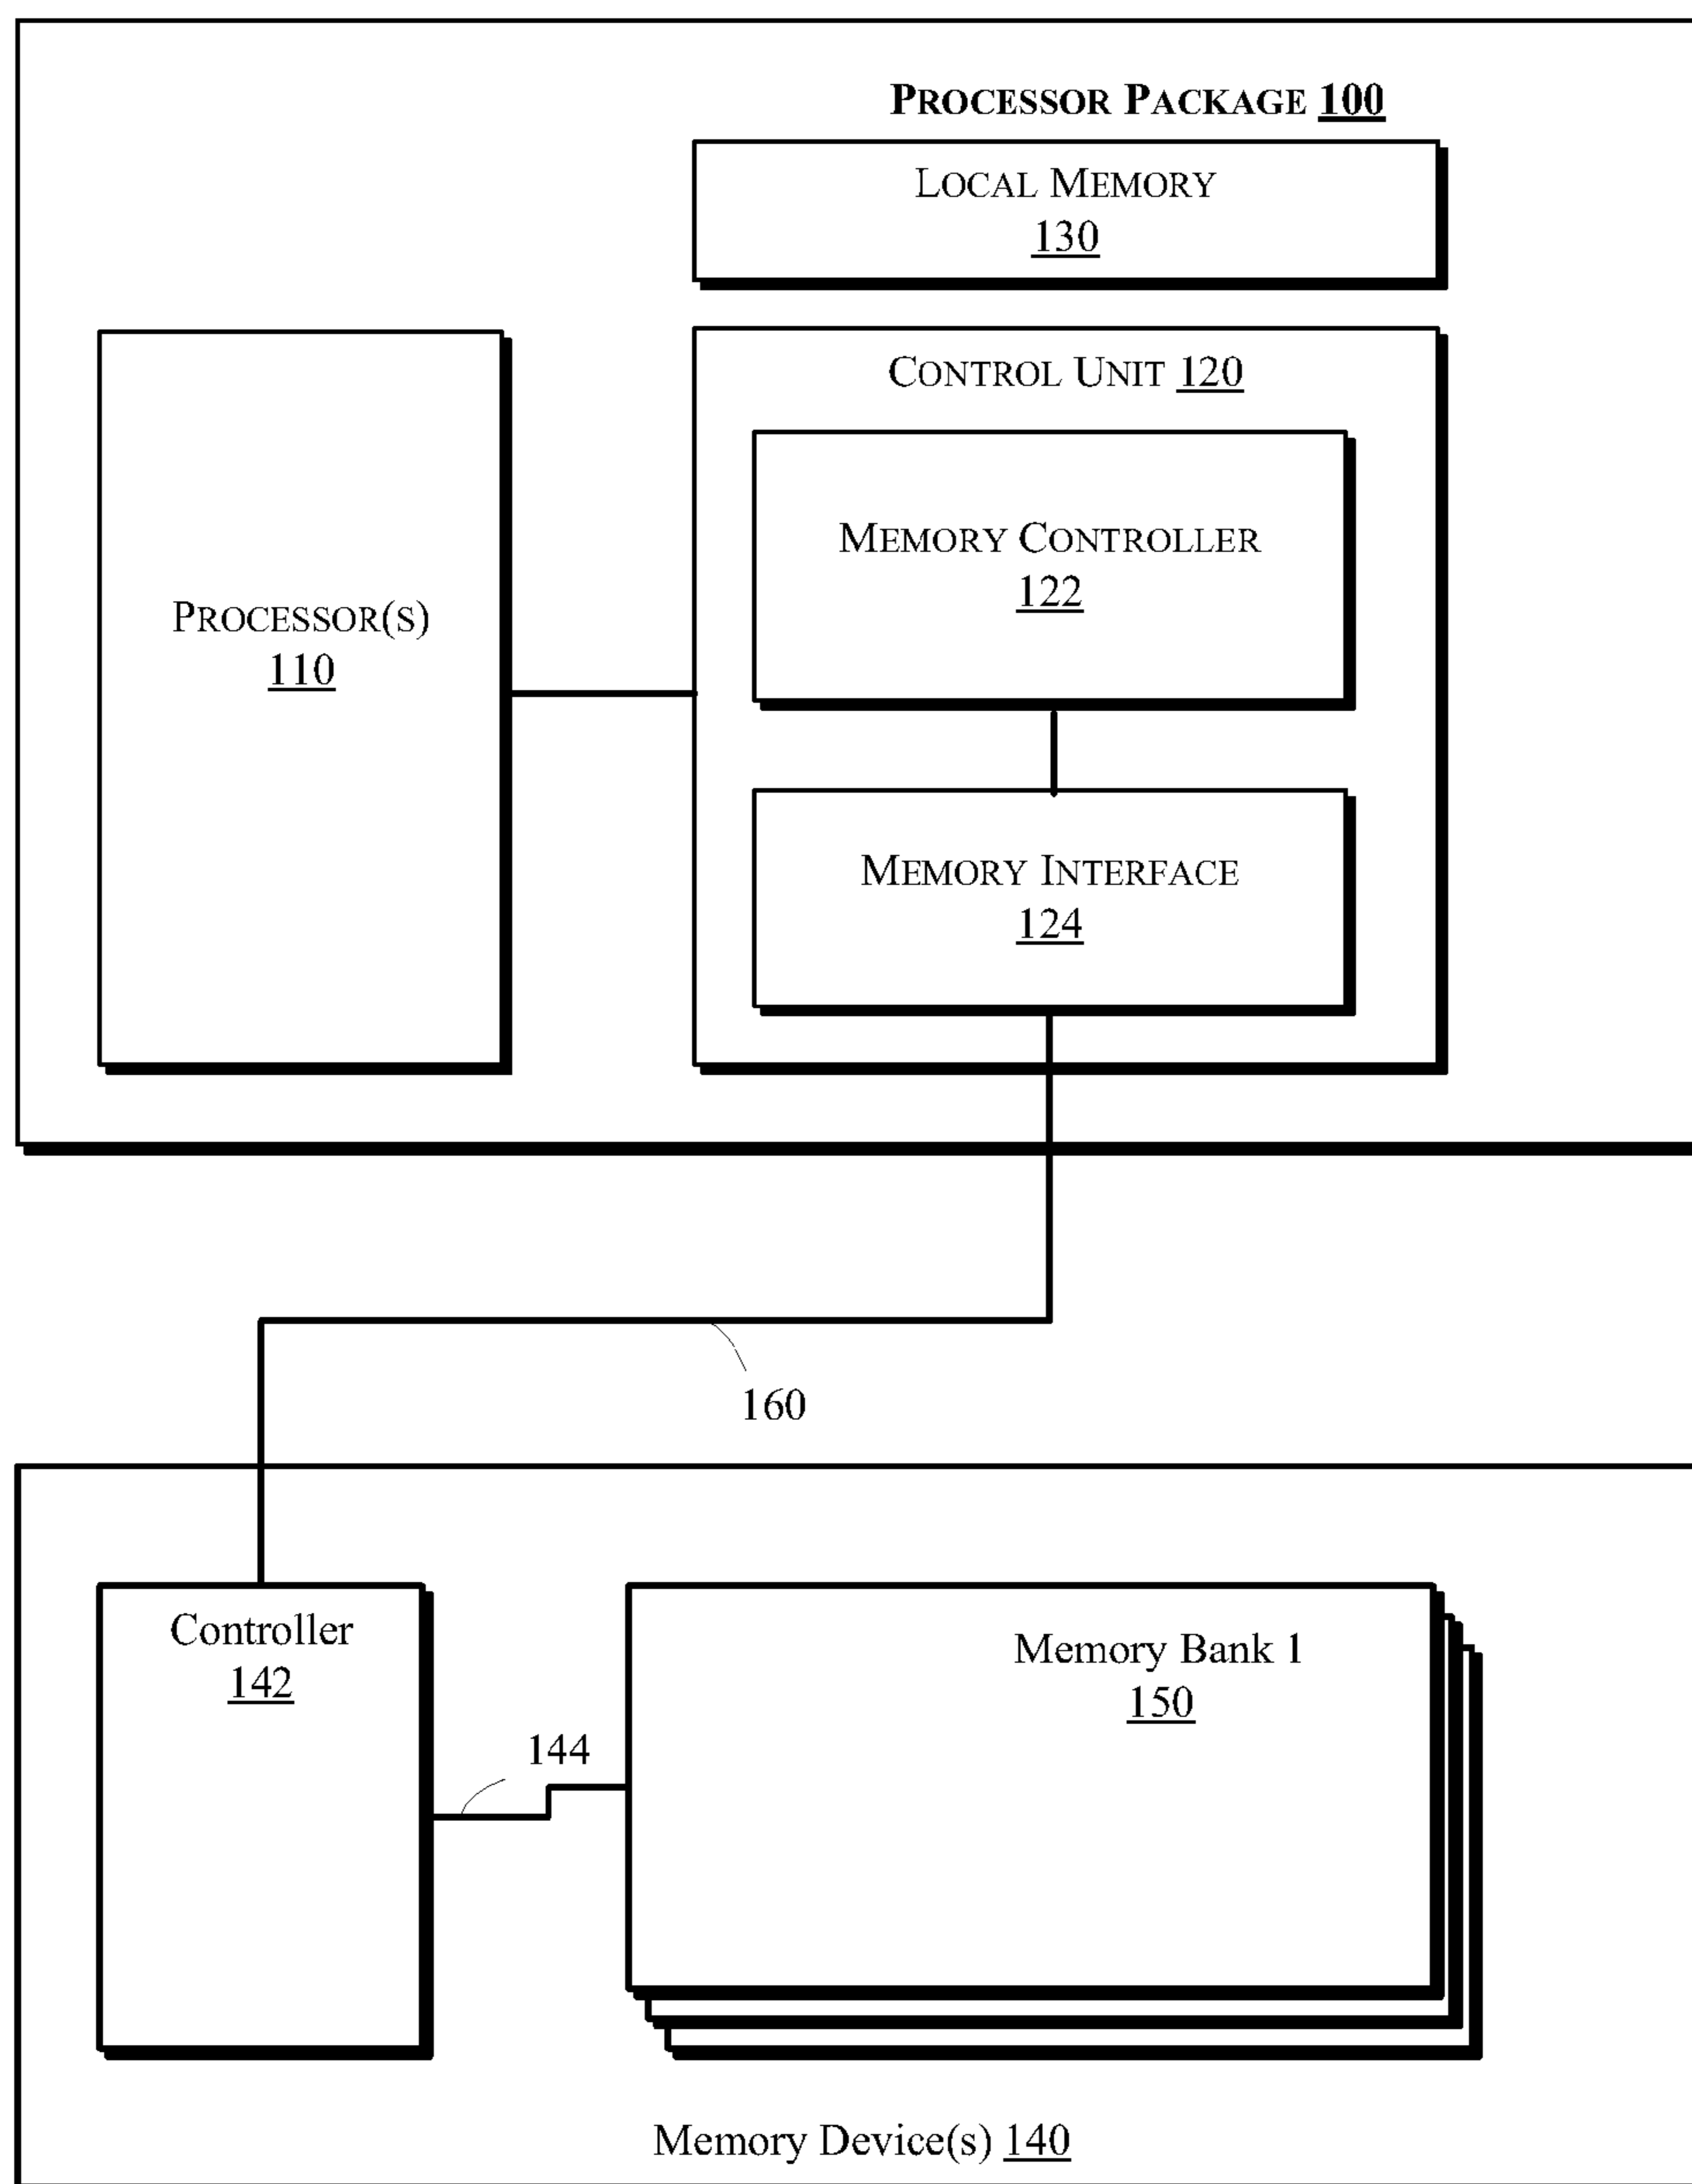 PROCESSOR PACKAGE 100
LOCAL MEMORY
130
CONTROL UNIT 120
MEMORY CONTROLLER
122
PROCESSOR(S)
110
MEMORY INTERFACE
124
160
Controller
142
Memory Bank 1
150
144
Memory Device(s) 140